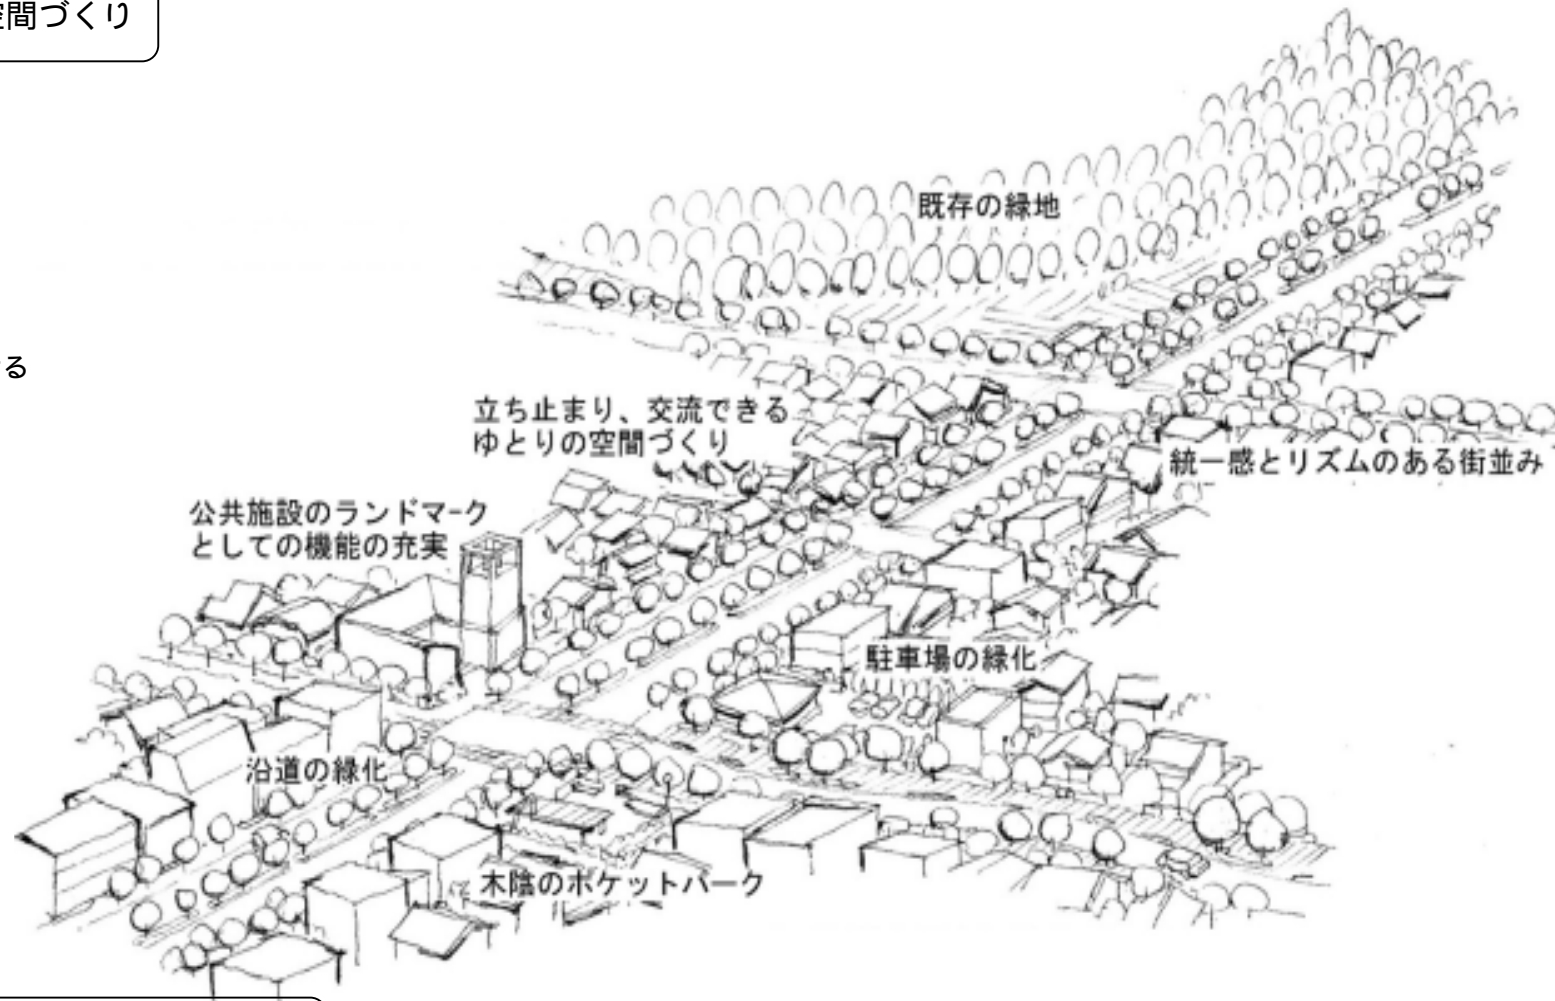 空間づくり
る
既存の緑地
立ち止まり、交流できる
ゆとりの空間づくり
統一感とリズムのある街並み
公共施設のランドマーク
としての機能の充実
駐車場の緑化
沿道の緑化
木陰のポケットパーク